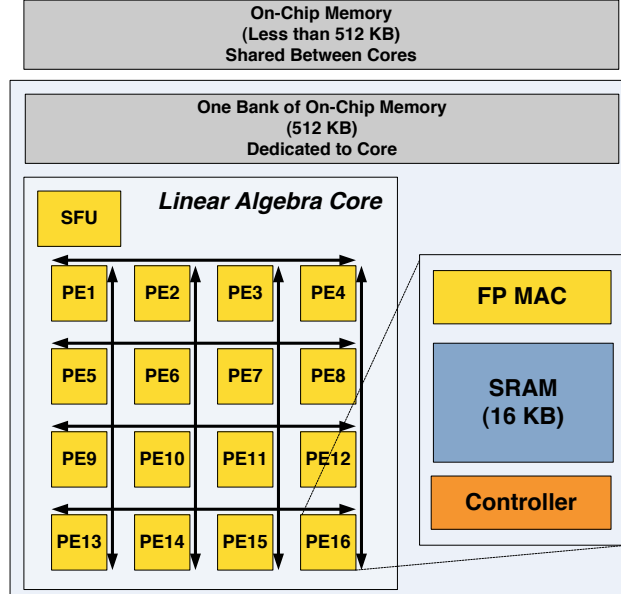 On-Chip Memory
(Less than 512 KB)
Shared Between Cores
One Bank of On-Chip Memory
(512 KB)
Dedicated to Core
Linear Algebra Core
SFU
PE1 PE2 PE3 PE4
PE5 PE6 PE7 PE8
PE9 PE10 PE11 PE12
PE13 PE14 PE15 PE16
FP MAC
SRAM
(16 KB)
Controller